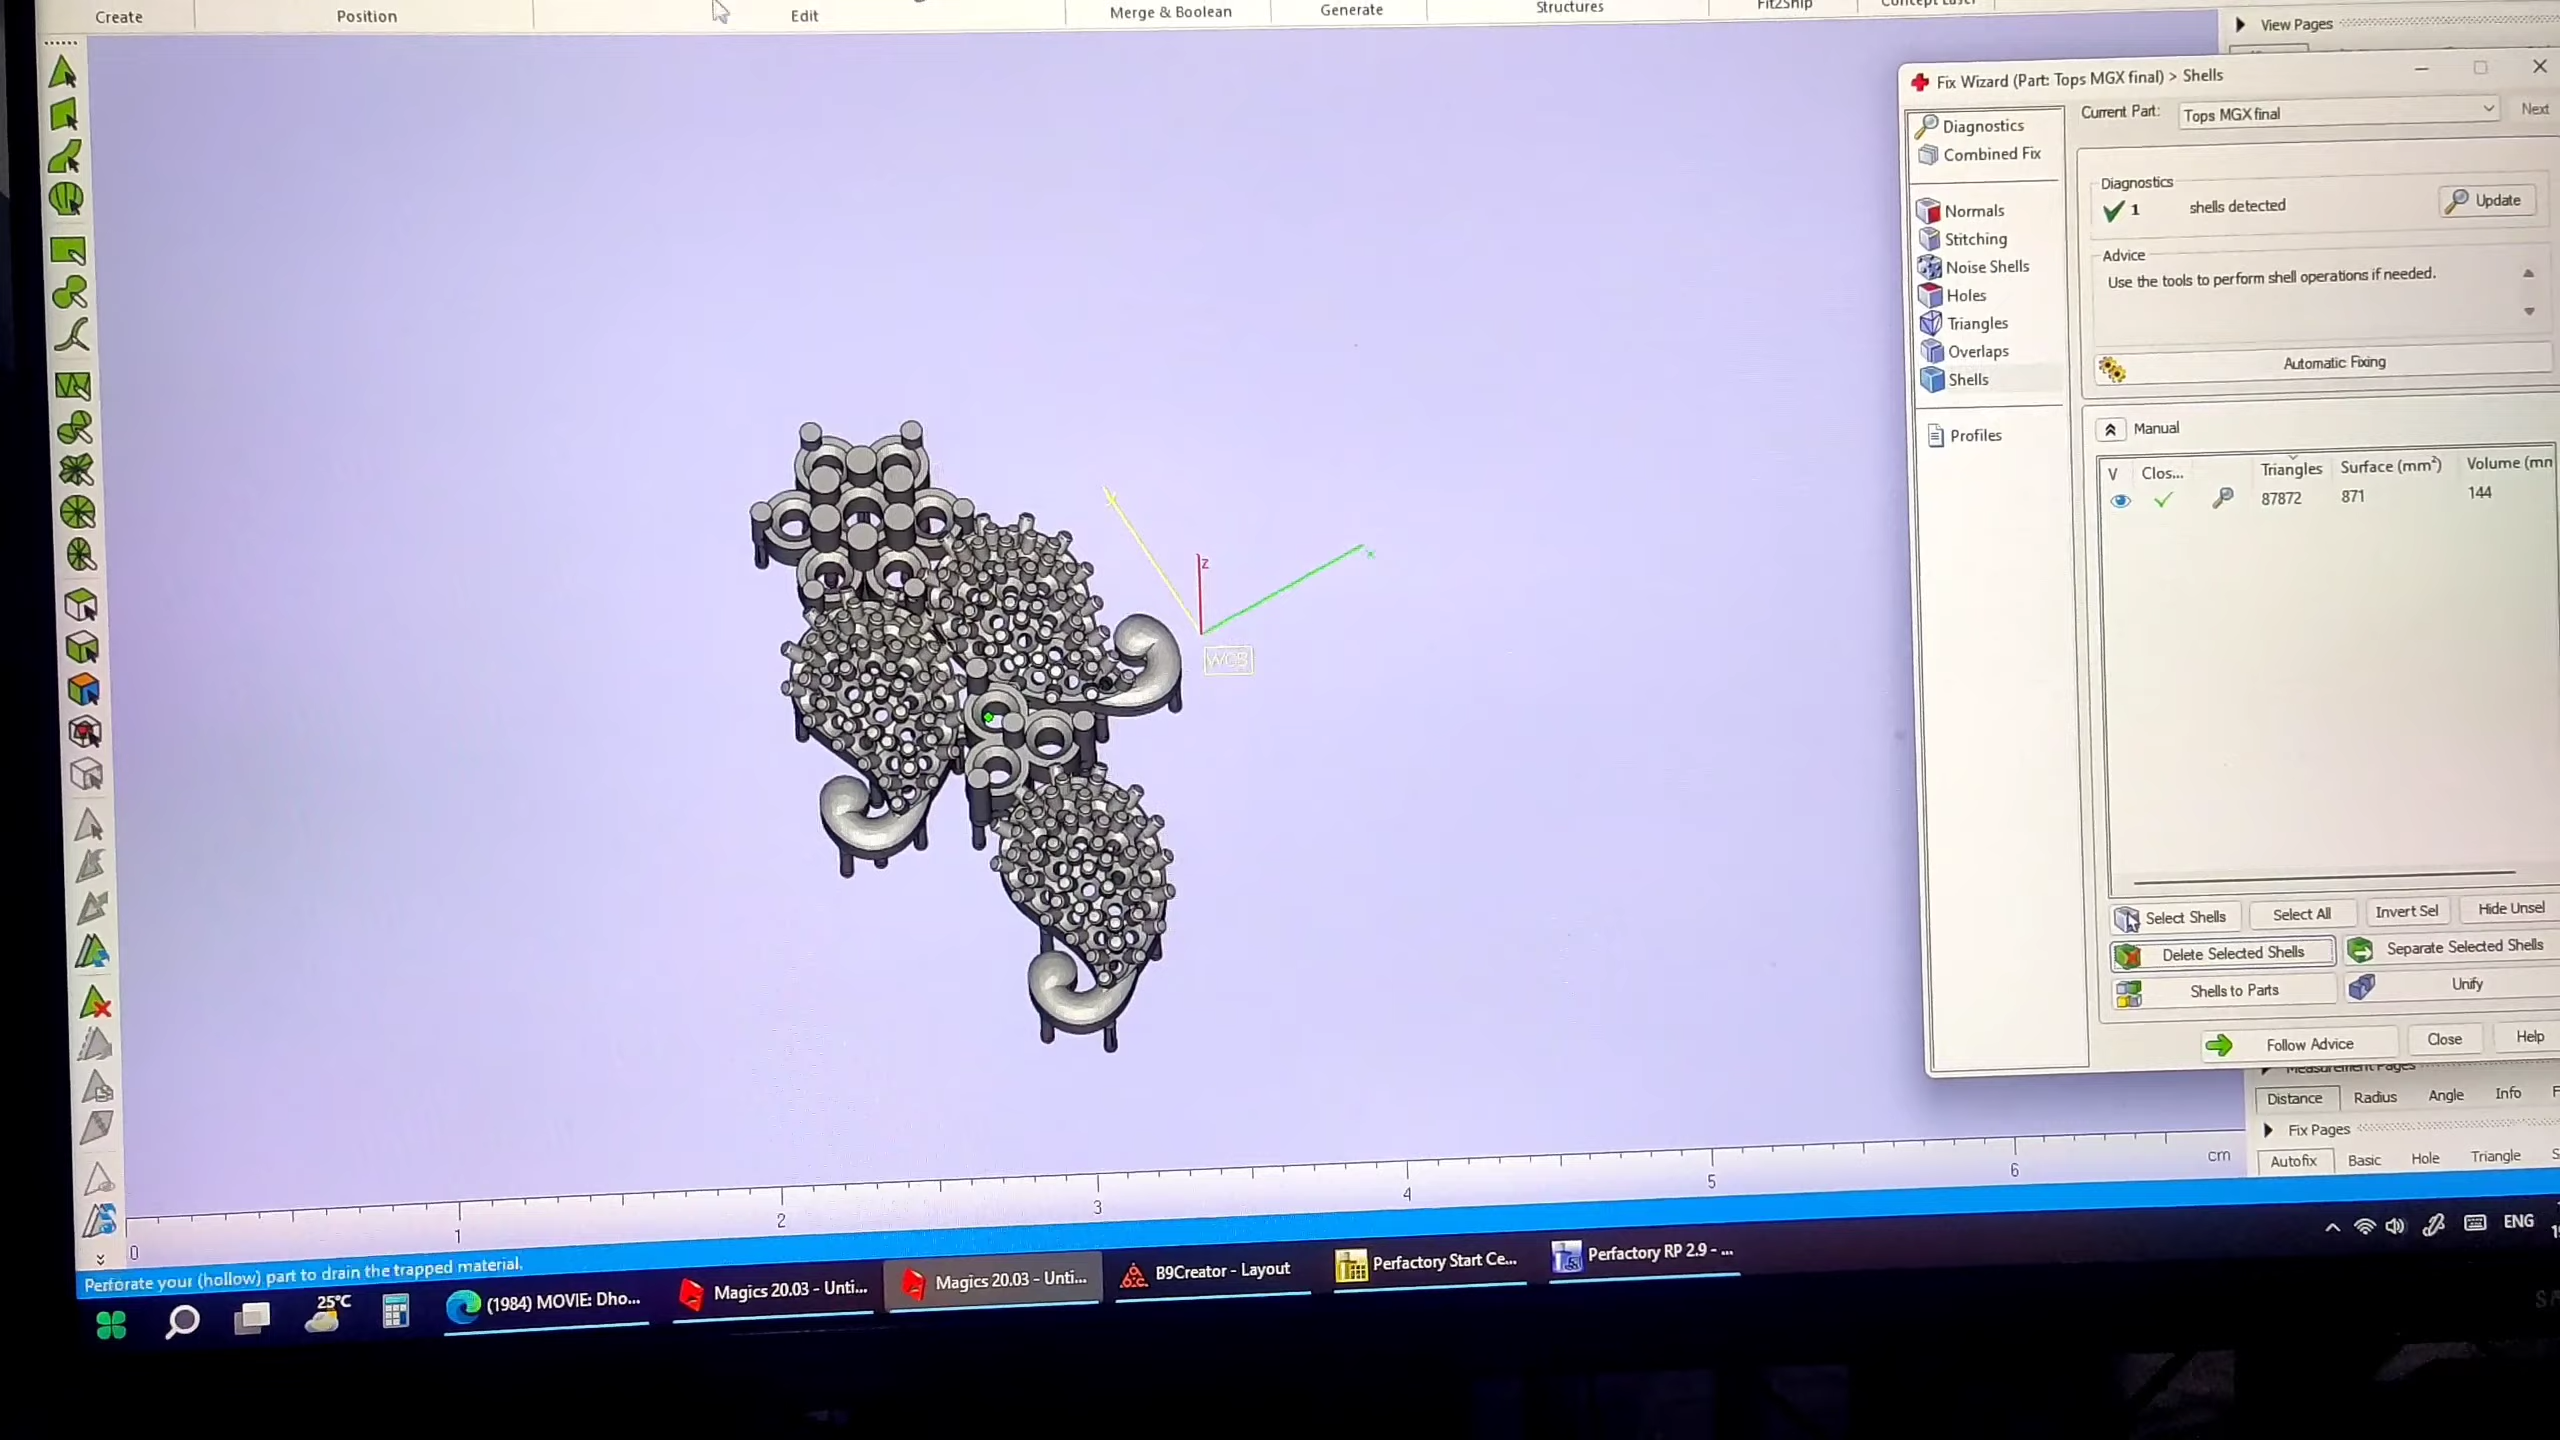 Create
Position
Edit
Merge & Boolean
Generate
Structures
Fit2Ship
View Pages
Fix Wizard (Part: Tops MGX final) > Shells
Diagnostics
Combined Fix
Normals
Stitching
Noise Shells
Holes
Triangles
Overlaps
Shells
Profiles
Current Part:
Tops MGX final
Next
Diagnostics
1
shells detected
Update
Advice
Use the tools to perform shell operations if needed.
Automatic Fixing
Manual
V
Clos...
Triangles
Surface (mm²)
Volume (mn
87872
871
144
Select Shells
Select All
Invert Sel
Hide Unsel
Delete Selected Shells
Separate Selected Shells
Shells to Parts
Unify
Follow Advice
Close
Help
Measurement Pages
Distance
Radius
Angle
Info
Fix Pages
Autofix
Basic
Hole
Triangle
z
x
WCS
0
1
2
3
4
5
6
cm
Perforate your (hollow) part to drain the trapped material.
25°C
(1984) MOVIE: Dho...
Magics 20.03 - Unti...
Magics 20.03 - Unti...
B9Creator - Layout
Perfactory Start Ce...
Perfactory RP 2.9 - ...
ENG